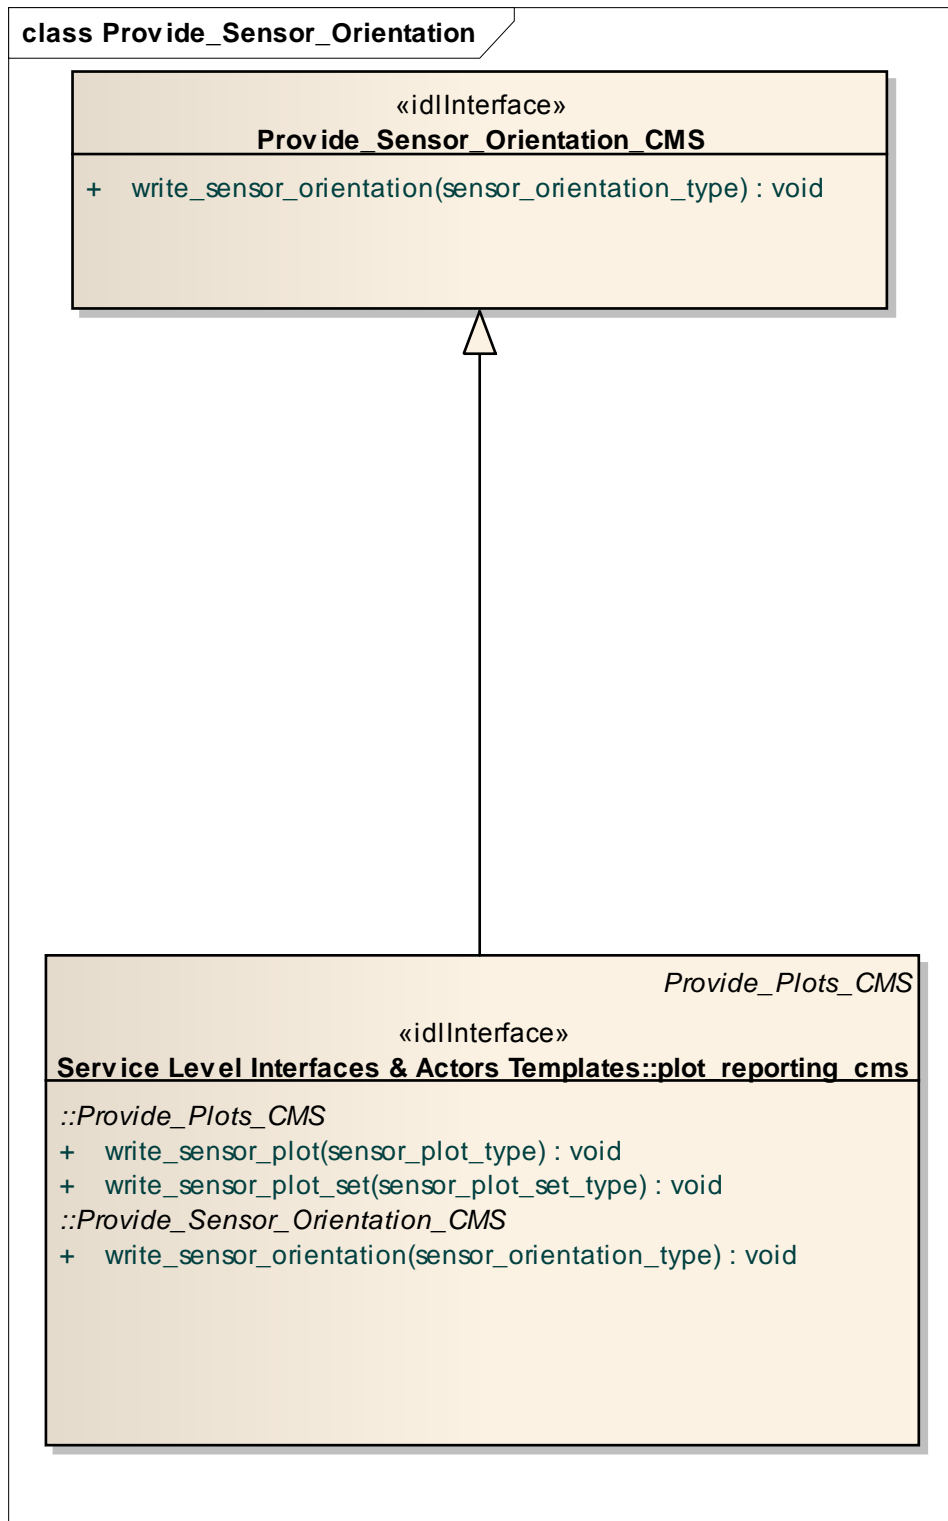 class Provide_Sensor_Orientation
«idlInterface»
Provide_Sensor_Orientation_CMS
+ write_sensor_orientation(sensor_orientation_type) : void
Provide_Plots_CMS
«idlInterface»
Service Level Interfaces & Actors Templates::plot_reporting_cms
::Provide_Plots_CMS
+ write_sensor_plot(sensor_plot_type) : void
+ write_sensor_plot_set(sensor_plot_set_type) : void
::Provide_Sensor_Orientation_CMS
+ write_sensor_orientation(sensor_orientation_type) : void